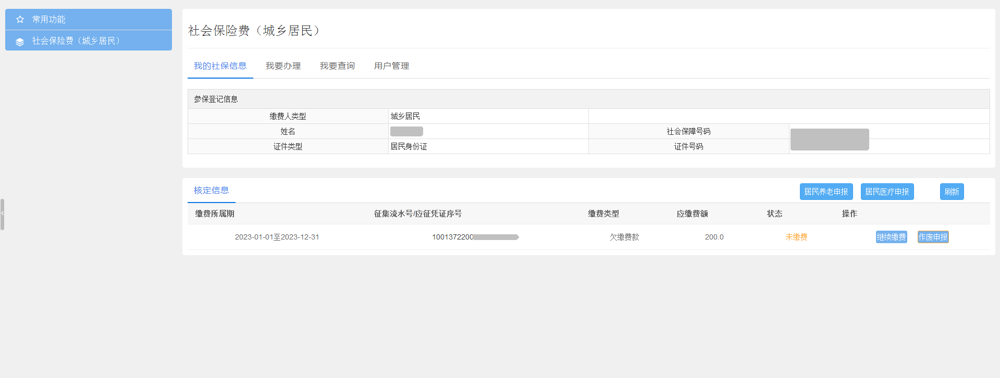 常用功能
社会保险费（城乡居民）
社会保险费（城乡居民）
我的社保信息 我要办理 我要查询 用户管理
参保登记信息
缴费人类型 城乡居民
姓名 社会保障号码
证件类型 居民身份证 证件号码
核定信息 居民养老申报 居民医疗申报 刷新
缴费所属期 征集流水号/应征凭证序号 缴费类型 应缴费额 状态 操作
2023-01-01至2023-12-31 1001372200 欠缴费款 200.0 未缴费 继续缴费 作废申报